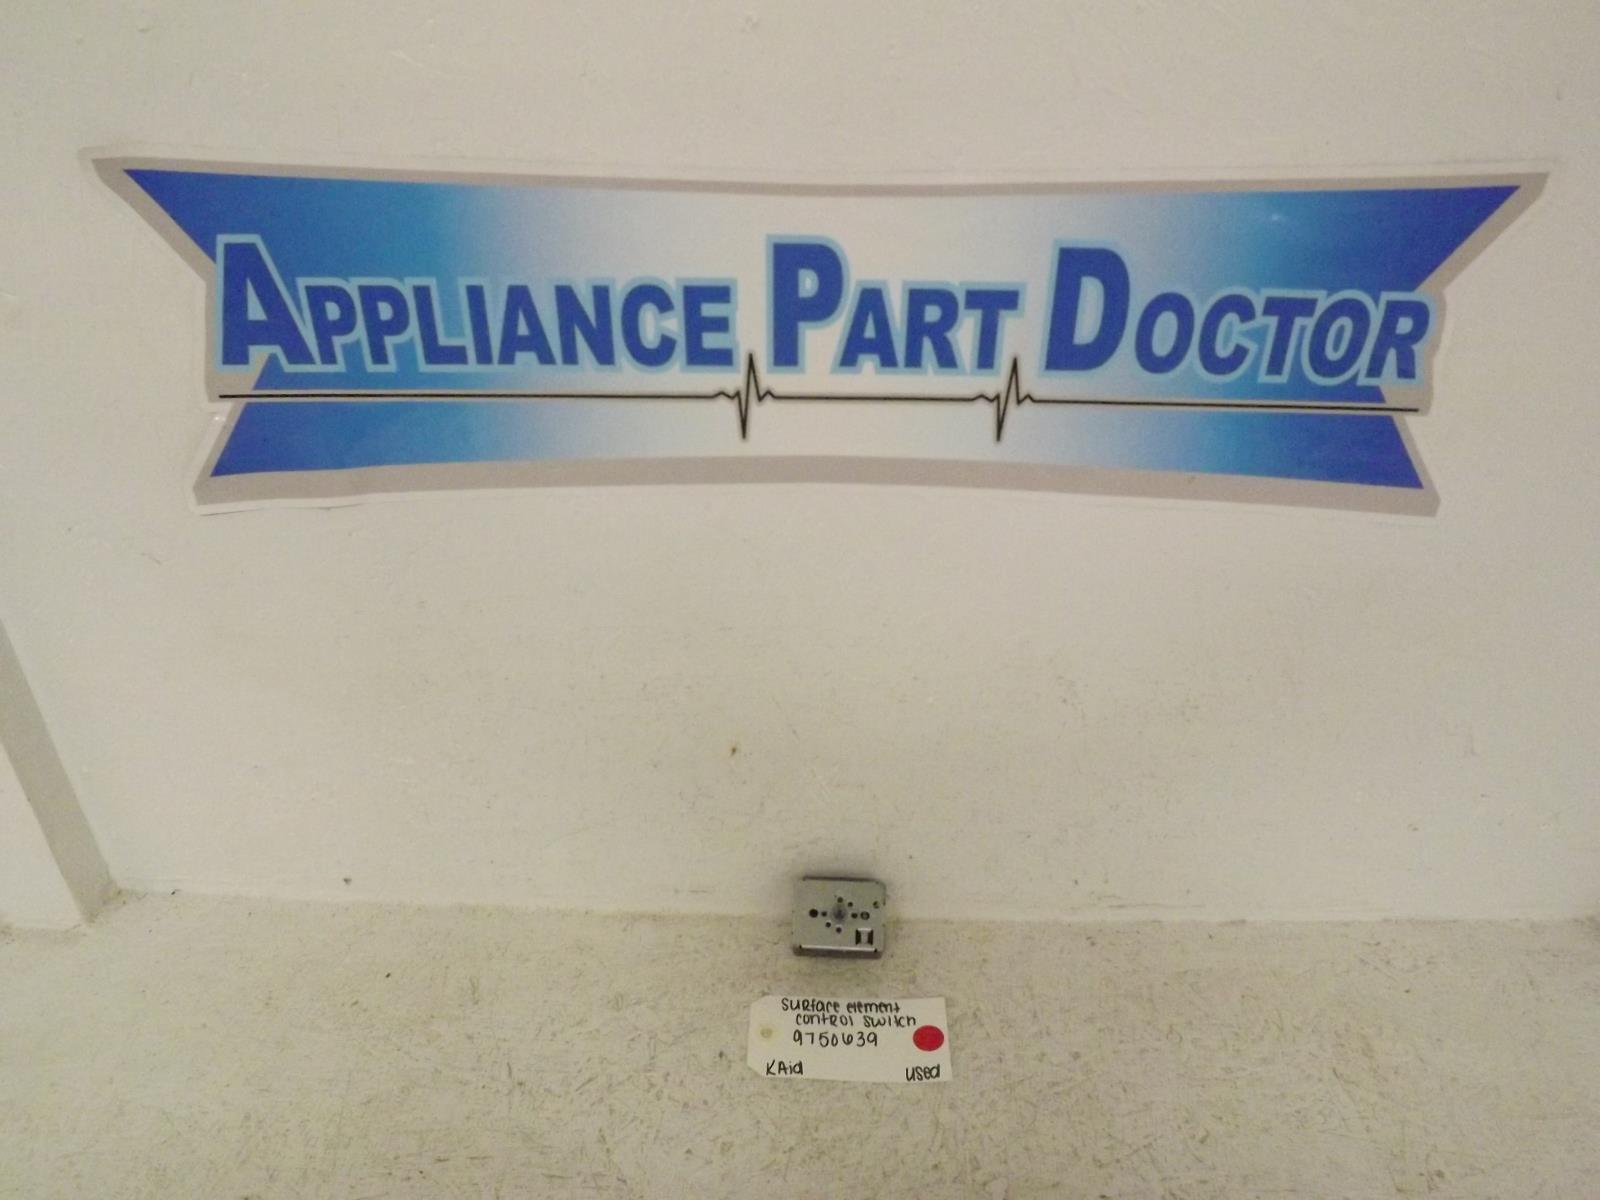 APPLIANCE PART DOCTOR
SURFace element
contROl switch
9750639
KAid
used